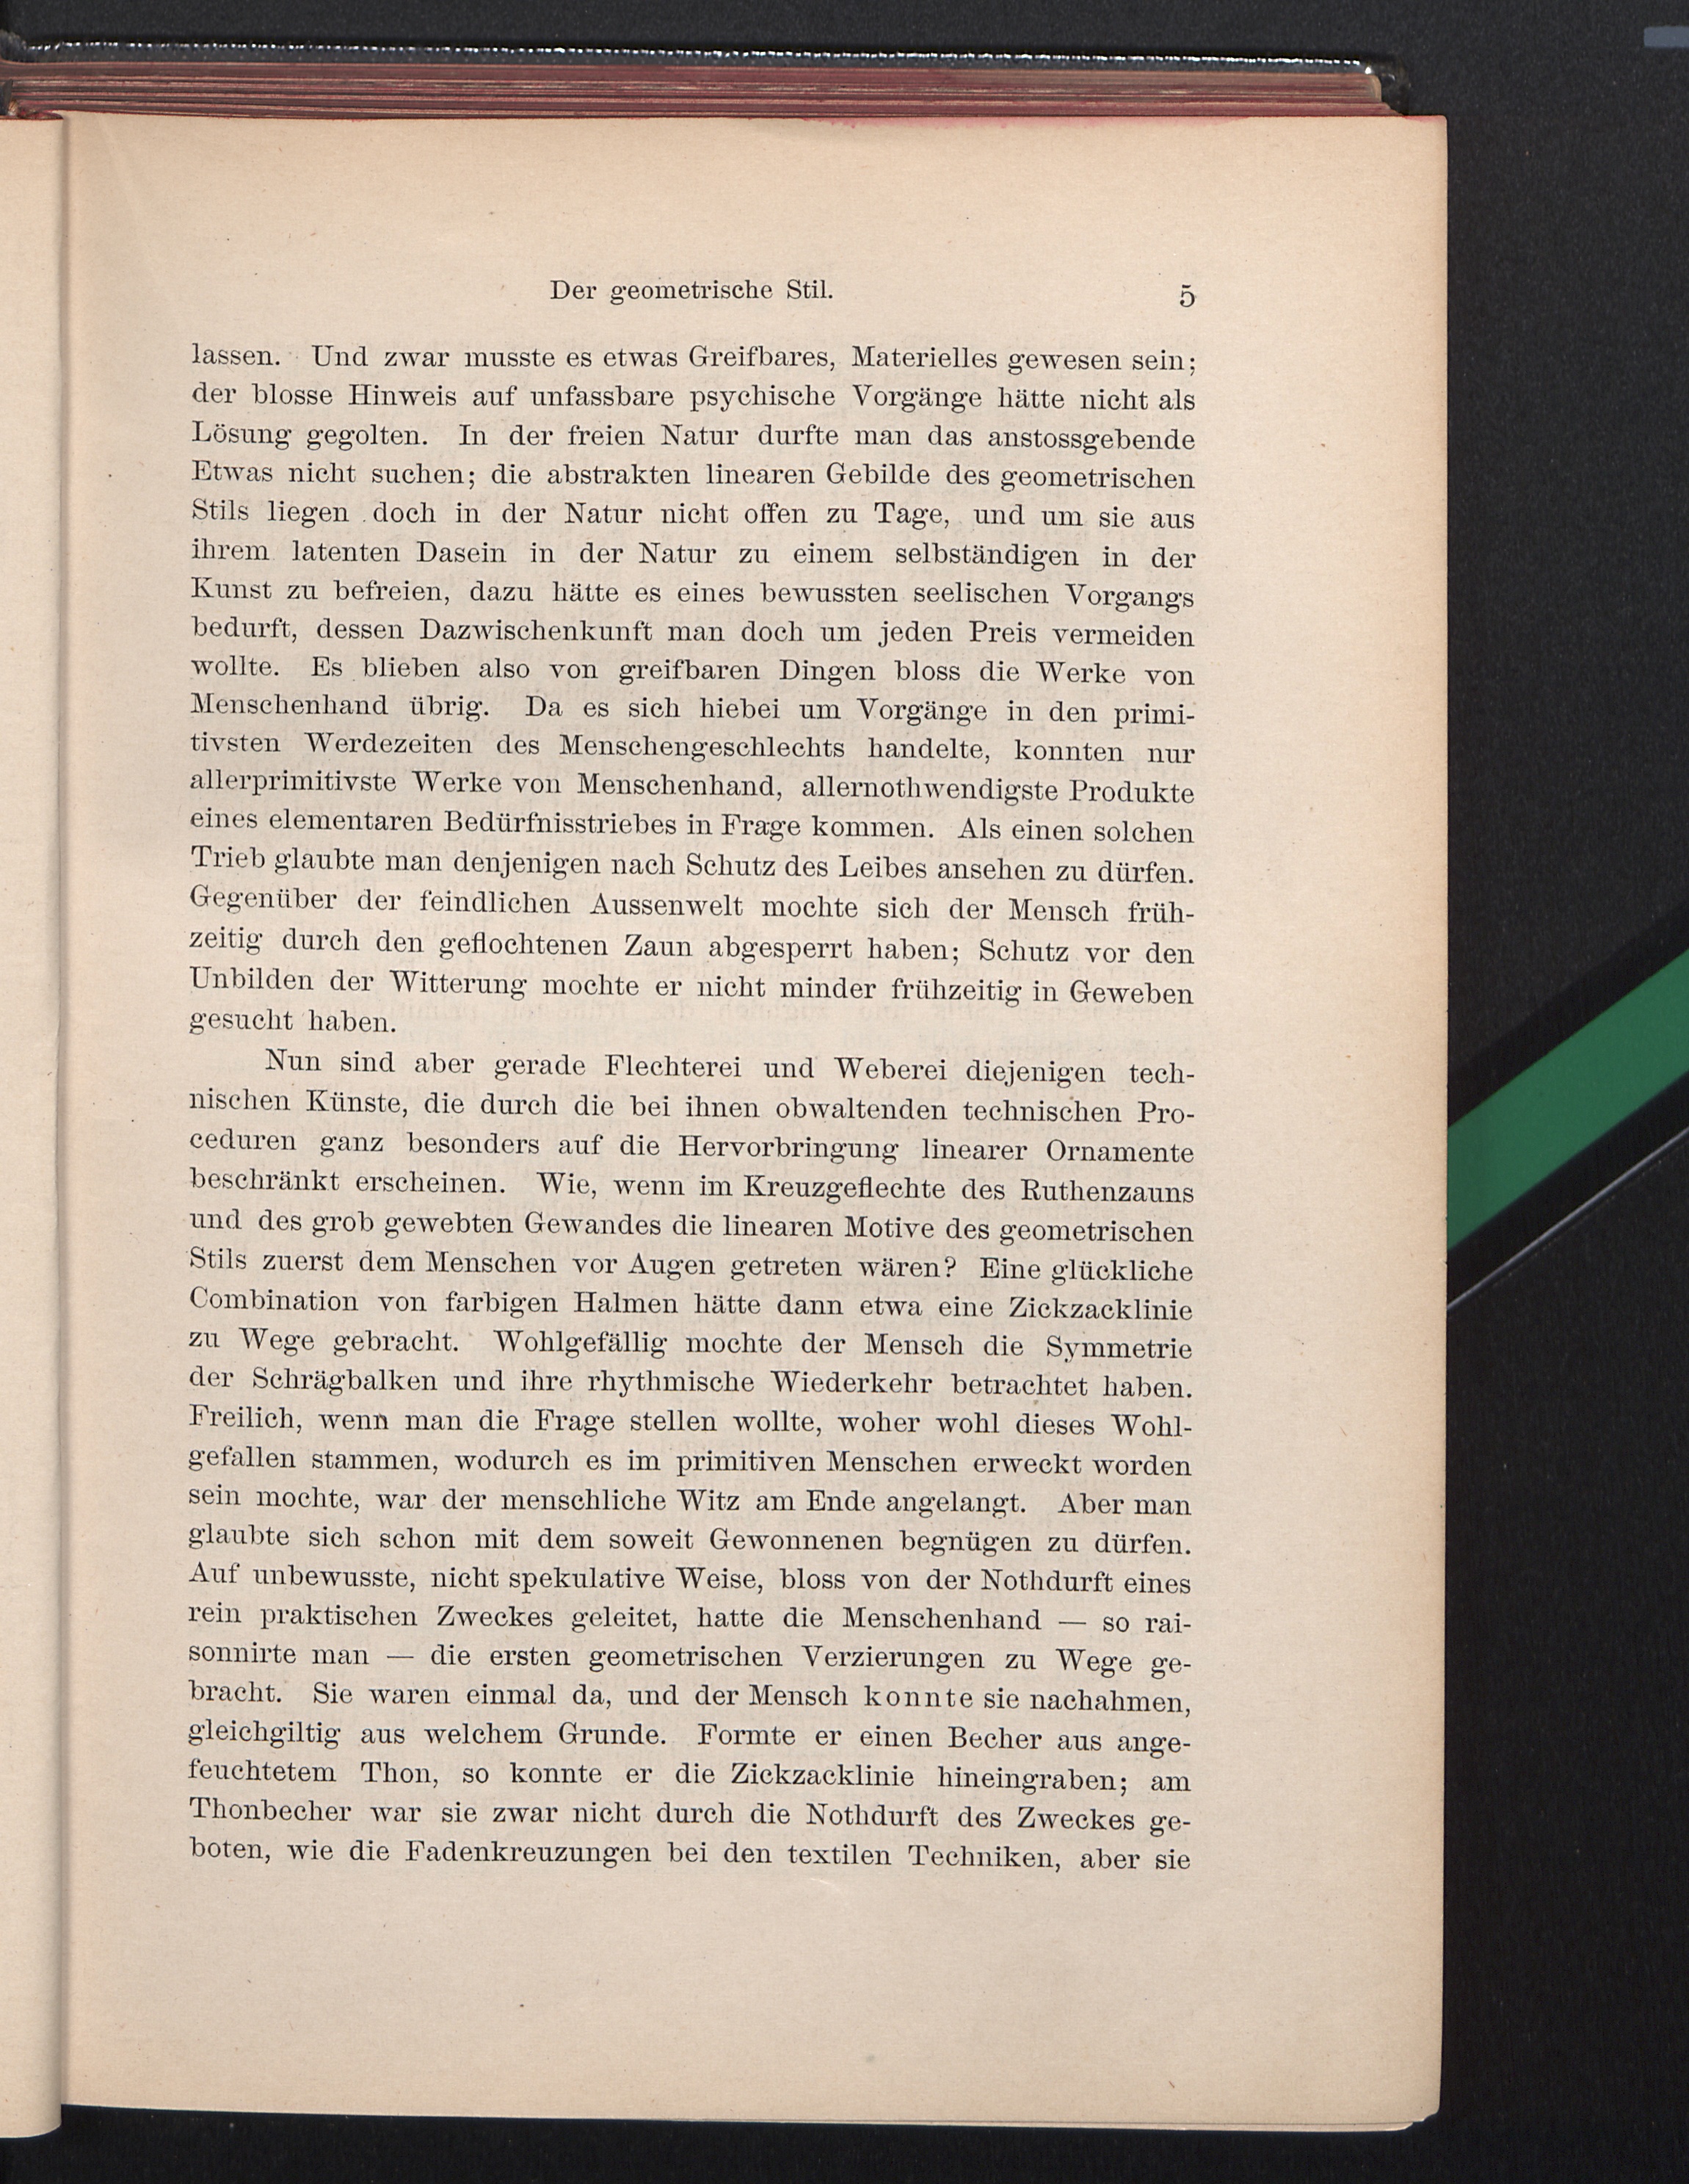 Der geometrische Stil. 5
lassen. Und zwar musste es etwas Greifbares, Materielles gewesen sein;
der blosse Hinweis auf unfassbare psychische Vorgänge hätte nicht als
Lösung gegolten. In der freien Natur durfte man das anstossgebende
Etwas nicht suchen; die abstrakten linearen Gebilde des geometrischen
Stils liegen doch in der Natur nicht offen zu Tage, und um sie aus
ihrem latenten Dasein in der Natur zu einem selbständigen in der
Kunst zu befreien, dazu hätte es eines bewussten seelischen Vorgangs
bedurft, dessen Dazwischenkunft man doch um jeden Preis vermeiden
wollte. Es blieben also von greifbaren Dingen bloss die Werke von
Menschenhand übrig. Da es sich hiebei um Vorgänge in den primi-
tivsten Werdezeiten des Menschengeschlechts handelte, konnten nur
allerprimitivste Werke von Menschenhand, allernothwendigste Produkte
eines elementaren Bedürfnisstriebes in Frage kommen. Als einen solchen
Trieb glaubte man denjenigen nach Schutz des Leibes ansehen zu dürfen.
Gegenüber der feindlichen Aussenwelt mochte sich der Mensch früh-
zeitig durch den geflochtenen Zaun abgesperrt haben; Schutz vor den
Unbilden der Witterung mochte er nicht minder frühzeitig in Geweben
gesucht haben.
Nun sind aber gerade Flechterei und Weberei diejenigen tech-
nischen Künste, die durch die bei ihnen obwaltenden technischen Pro-
ceduren ganz besonders auf die Hervorbringung linearer Ornamente
beschränkt erscheinen. Wie, wenn im Kreuzgeflechte des Ruthenzauns
und des grob gewebten Gewandes die linearen Motive des geometrischen
Stils zuerst dem Menschen vor Augen getreten wären? Eine glückliche
Combination von farbigen Halmen hätte dann etwa eine Zickzacklinie
zu Wege gebracht. Wohlgefällig mochte der Mensch die Symmetrie
der Schrägbalken und ihre rhythmische Wiederkehr betrachtet haben.
Freilich, wenn man die Frage stellen wollte, woher wohl dieses Wohl-
gefallen stammen, wodurch es im primitiven Menschen erweckt worden
sein mochte, war der menschliche Witz am Ende angelangt. Aber man
glaubte sich schon mit dem soweit Gewonnenen begnügen zu dürfen.
Auf unbewusste, nicht spekulative Weise, bloss von der Nothdurft eines
rein praktischen Zweckes geleitet, hatte die Menschenhand — so rai-
sonnirte man — die ersten geometrischen Verzierungen zu Wege ge-
bracht. Sie waren einmal da, und der Mensch konnte sie nachahmen,
gleichgiltig aus welchem Grunde. Formte er einen Becher aus ange-
feuchtetem Thon, so konnte er die Zickzacklinie hineingraben; am
Thonbecher war sie zwar nicht durch die Nothdurft des Zweckes ge-
boten, wie die Fadenkreuzungen bei den textilen Techniken, aber sie